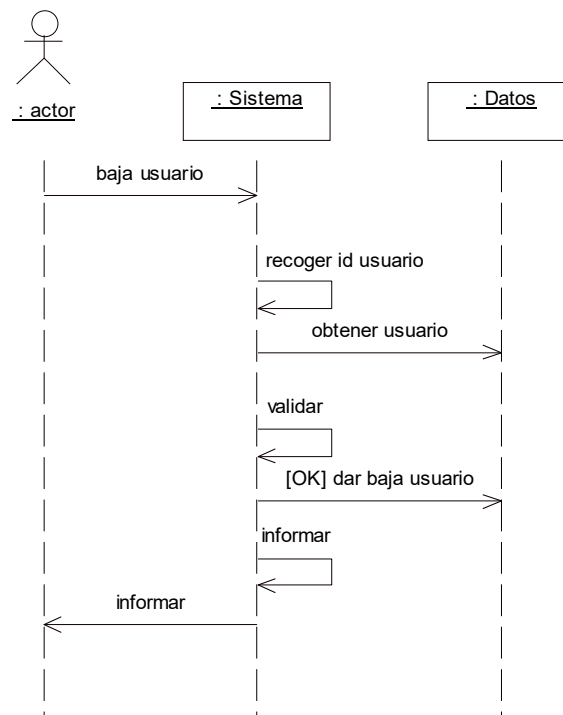 : actor
: Sistema
: Datos
baja usuario
recoger id usuario
obtener usuario
validar
[OK] dar baja usuario
informar
informar